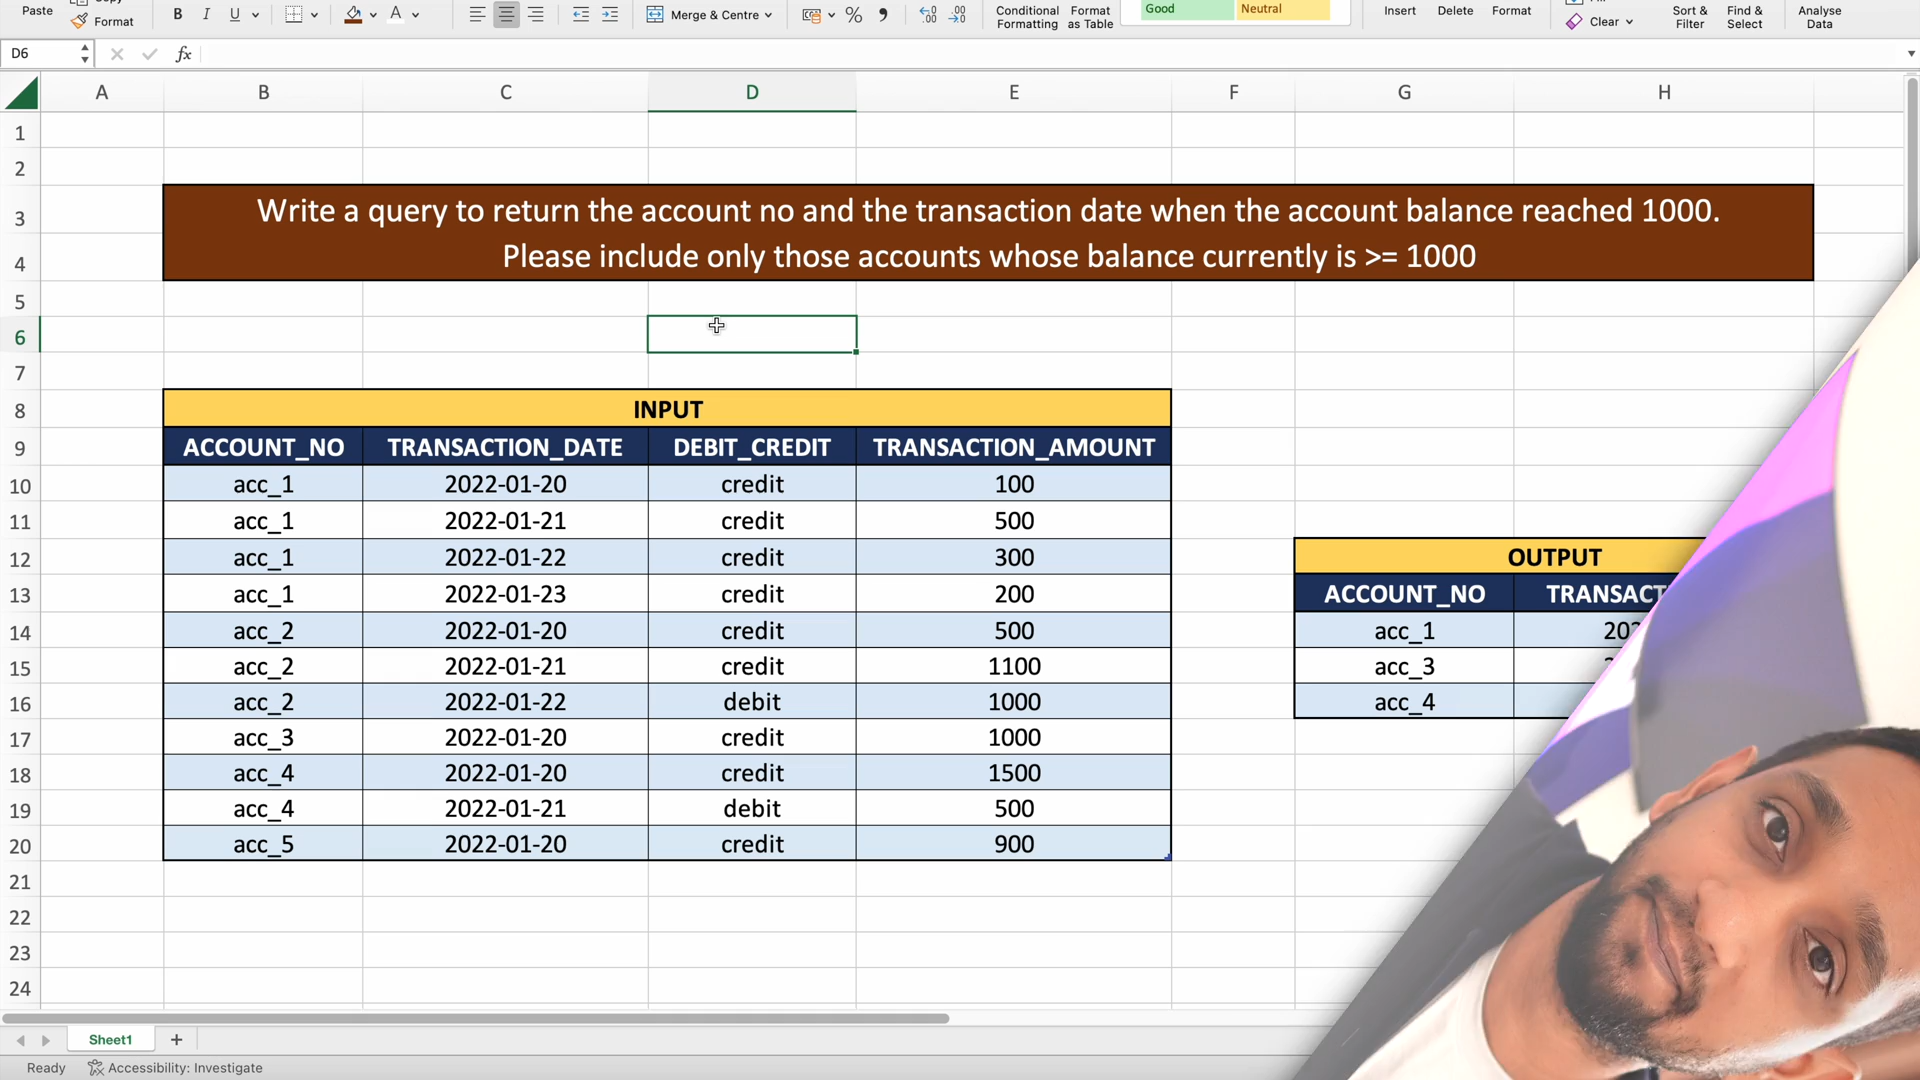 Paste
Format
B I U A
Merge & Centre
Conditional Formatting
Format as Table
Good
Neutral
Insert
Delete
Format
Clear
Sort & Filter
Find & Select
Analyse Data
D6
fx
A B C D E F G H
1
2
3
Write a query to return the account no and the transaction date when the account balance reached 1000.
4
Please include only those accounts whose balance currently is >= 1000
5
6
7
8 INPUT
9 ACCOUNT_NO TRANSACTION_DATE DEBIT_CREDIT TRANSACTION_AMOUNT
10 acc_1 2022-01-20 credit 100
11 acc_1 2022-01-21 credit 500
12 acc_1 2022-01-22 credit 300 OUTPUT
13 acc_1 2022-01-23 credit 200 ACCOUNT_NO TRANSACT
14 acc_2 2022-01-20 credit 500 acc_1 202
15 acc_2 2022-01-21 credit 1100 acc_3
16 acc_2 2022-01-22 debit 1000 acc_4
17 acc_3 2022-01-20 credit 1000
18 acc_4 2022-01-20 credit 1500
19 acc_4 2022-01-21 debit 500
20 acc_5 2022-01-20 credit 900
21
22
23
24
Sheet1
Ready
Accessibility: Investigate